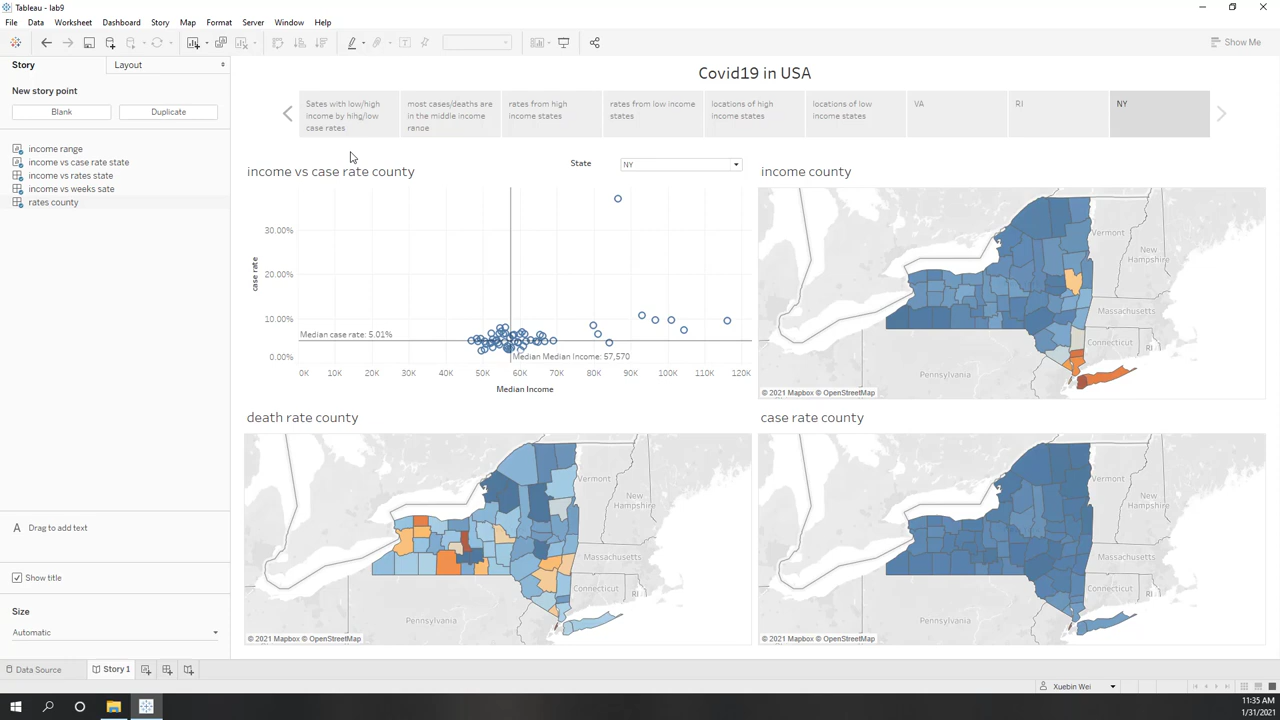 Tableau - lab9
File Data Worksheet Dashboard Story Map Format Server Window Help
Show Me
Story Layout
New story point
Blank Duplicate
income range
income vs case rate state
income vs rates state
income vs weeks sate
rates county
Drag to add text
Show title
Size
Automatic
Covid19 in USA
Sates with low/high
income by hihg/low
case rates
most cases/deaths are
in the middle income
range
rates from high
income states
rates from low income
states
locations of high
income states
locations of low
income states
VA
RJ
NY
State NY
income vs case rate county
case rate
30.00%
20.00%
10.00%
0.00%
Median case rate: 5.01%
Median Median Income: 57,570
0K 10K 20K 30K 40K 50K 60K 70K 80K 90K 100K 110K 120K
Median Income
income county
Vermont
New
Hampshire
Massachusetts
Connecticut
RI
Pennsylvania
© 2021 Mapbox © OpenStreetMap
death rate county
Vermont
New
Hampshire
Massachusetts
Connecticut
RI
Pennsylvania
© 2021 Mapbox © OpenStreetMap
case rate county
Vermont
New
Hampshire
Massachusetts
Connecticut
RI
Pennsylvania
© 2021 Mapbox © OpenStreetMap
Data Source Story 1
Xuebin Wei
11:35 AM
1/31/2021